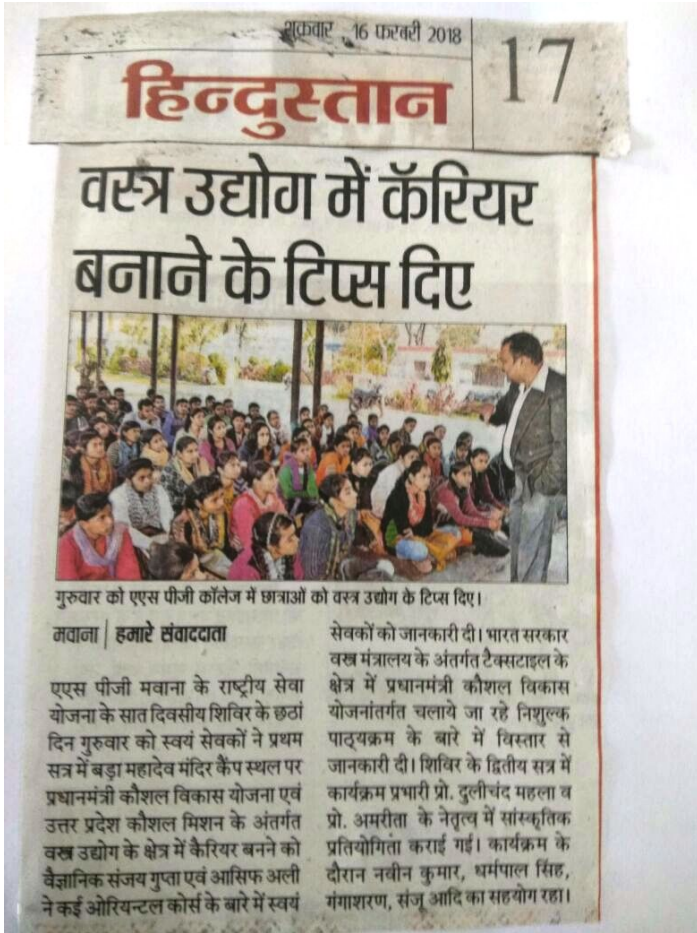 शुक्रवार, 16 फरवरी 2018
17
हिन्दुस्तान
वस्त्र उद्योग में कॅरियर
बनाने के टिप्स दिए
गुरुवार को एएस पीजी कॉलेज में छात्राओं को वस्त्र उद्योग के टिप्स दिए।
मवाना | हमारे संवाददाता
एएस पीजी मवाना के राष्ट्रीय सेवा
योजना के सात दिवसीय शिविर के छठां
दिन गुरुवार को स्वयं सेवकों ने प्रथम
सत्र में बड़ा महादेव मंदिर कैंप स्थल पर
प्रधानमंत्री कौशल विकास योजना एवं
उत्तर प्रदेश कौशल मिशन के अंतर्गत
वस्त्र उद्योग के क्षेत्र में कैरियर बनने को
वैज्ञानिक संजय गुप्ता एवं आसिफ अली
ने कई ओरियन्टल कोर्स के बारे में स्वयं
सेवकों को जानकारी दी। भारत सरकार
वस्त्र मंत्रालय के अंतर्गत टैक्सटाइल के
क्षेत्र में प्रधानमंत्री कौशल विकास
योजनांतर्गत चलाये जा रहे निशुल्क
पाठ्यक्रम के बारे में विस्तार से
जानकारी दी। शिविर के द्वितीय सत्र में
कार्यक्रम प्रभारी प्रो. दुलीचंद महला व
प्रो. अमरीता के नेतृत्व में सांस्कृतिक
प्रतियोगिता कराई गई। कार्यक्रम के
दौरान नवीन कुमार, धर्मपाल सिंह,
गंगाशरण, संजू आदि का सहयोग रहा।